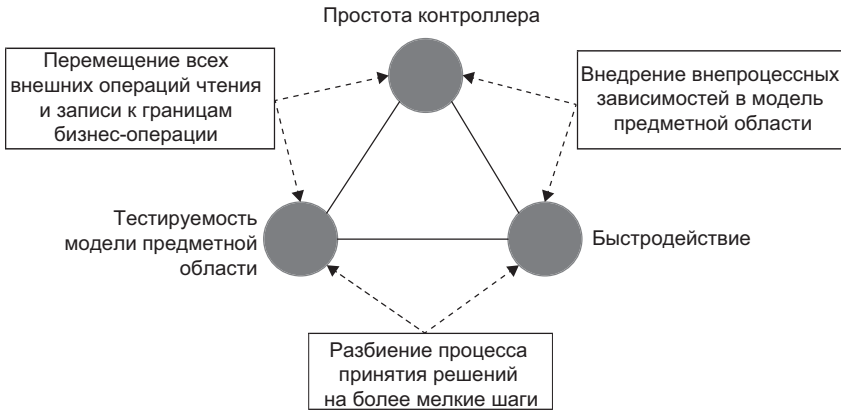 Простота контроллера
Перемещение всех
внешних операций чтения
и записи к границам
бизнес-операции
Внедрение внепроцессных
зависимостей в модель
предметной области
Тестируемость
модели предметной
области
Быстродействие
Разбиение процесса
принятия решений
на более мелкие шаги